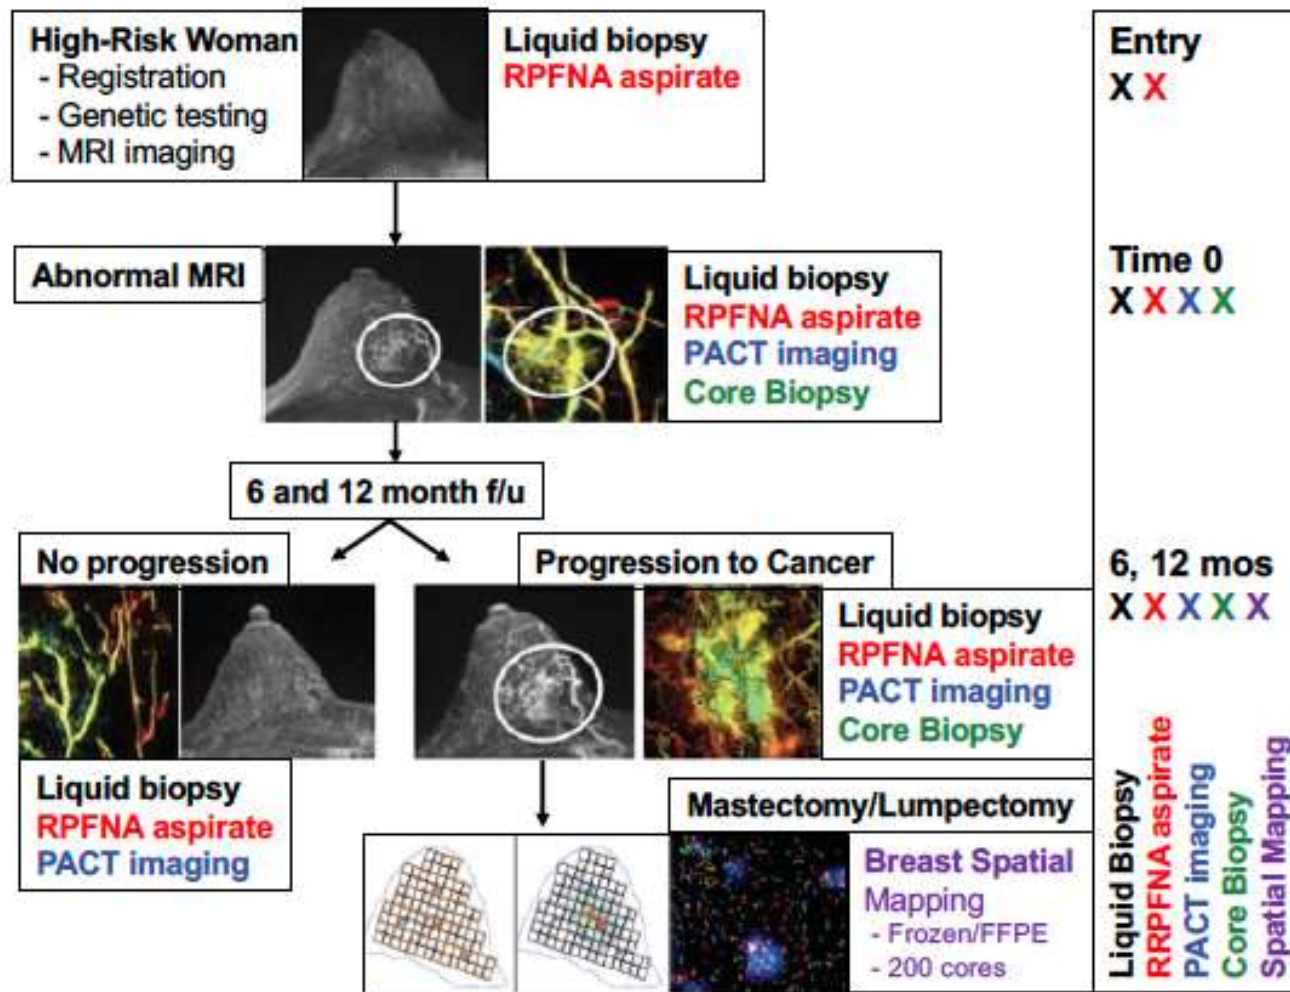 High-Risk Woman
- Registration
- Genetic testing
- MRI imaging
Liquid biopsy
RPFNA aspirate
Entry
X X
Abnormal MRI
Liquid biopsy
RPFNA aspirate
PACT imaging
Core Biopsy
Time 0
X X X X
6 and 12 month f/u
No progression
Progression to Cancer
6, 12 mos
X X X X X
Liquid biopsy
RPFNA aspirate
PACT imaging
Core Biopsy
Liquid biopsy
RPFNA aspirate
PACT imaging
Mastectomy/Lumpectomy
Breast Spatial
Mapping
- Frozen/FFPE
- 200 cores
Liquid Biopsy
RRPFNA aspirate
PACT imaging
Core Biopsy
Spatial Mapping